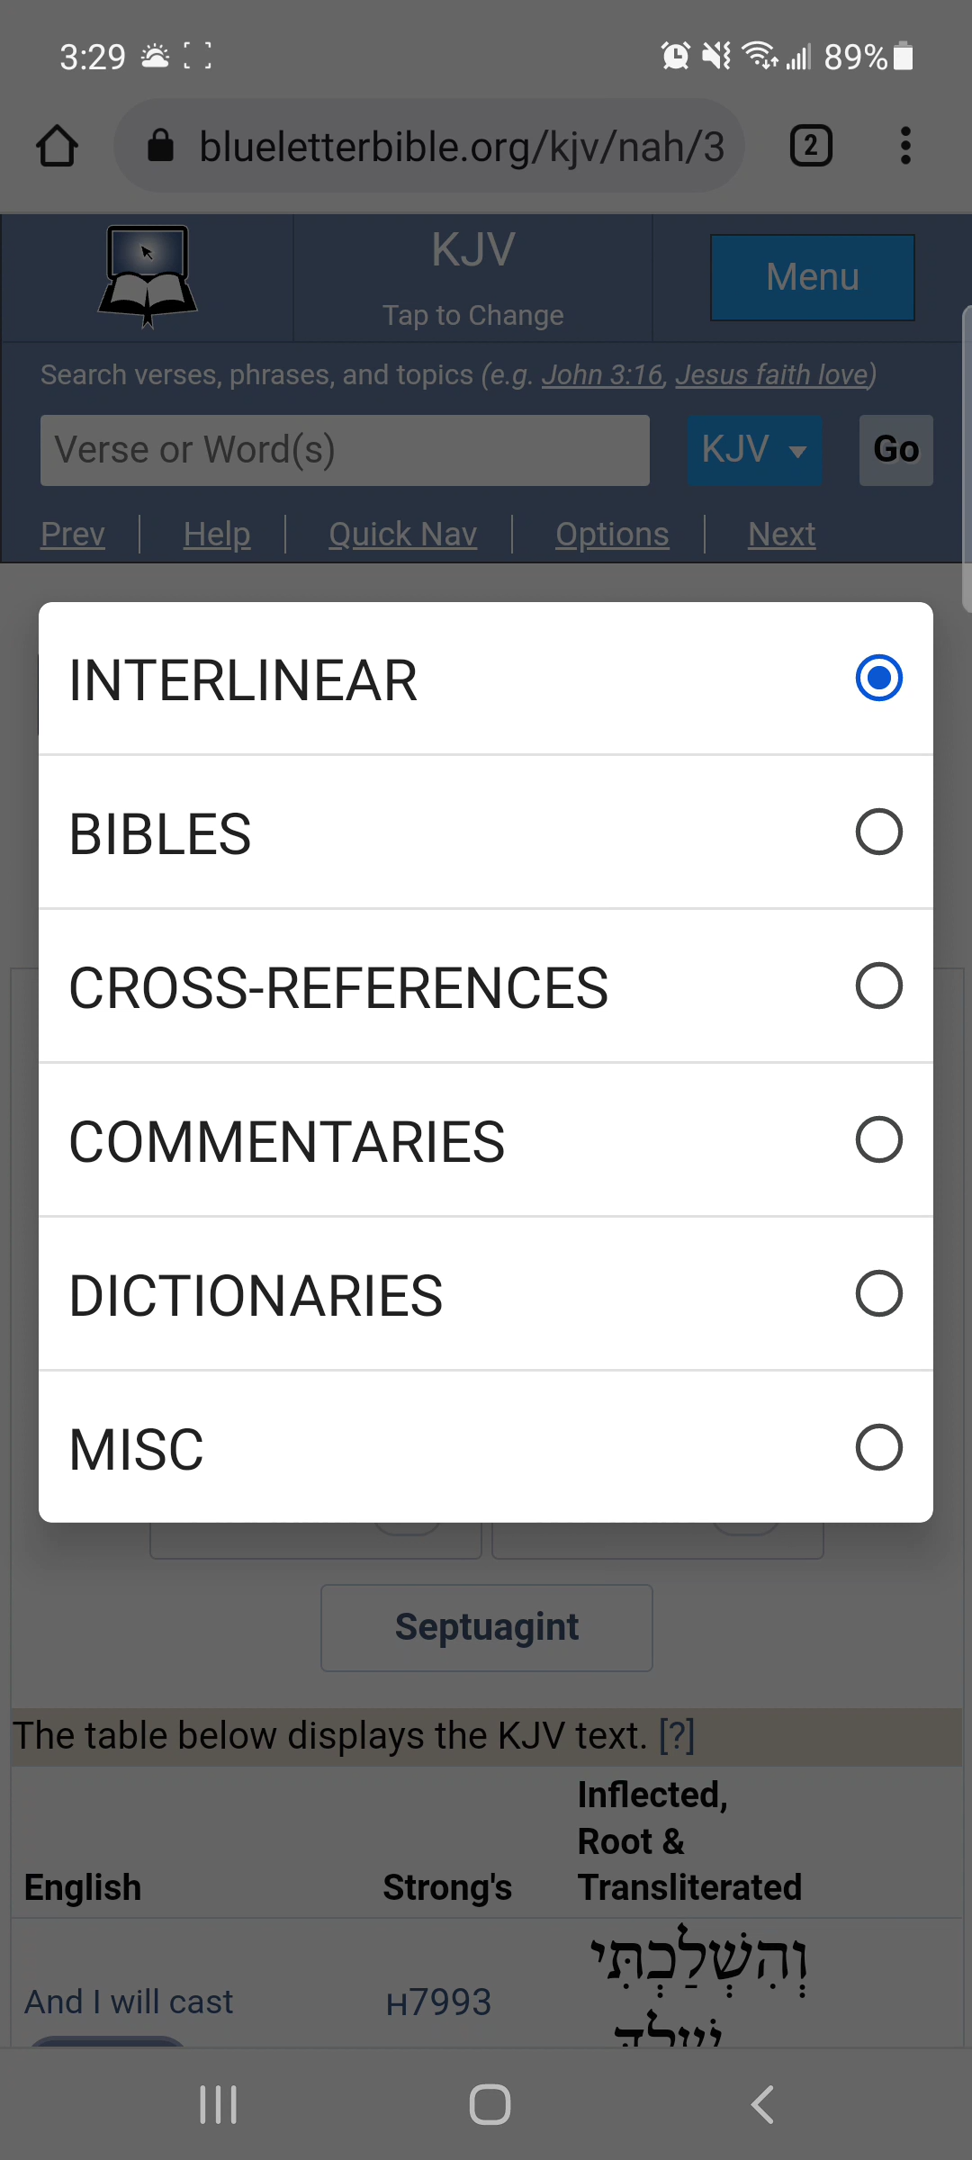 3:29
89%
blueletterbible.org/kjv/nah/3
2
KJV
Tap to Change
Menu
Search verses, phrases, and topics (e.g. John 3:16, Jesus faith love)
Verse or Word(s)
KJV
Go
Prev
Help
Quick Nav
Options
Next
INTERLINEAR
BIBLES
CROSS-REFERENCES
COMMENTARIES
DICTIONARIES
MISC
Septuagint
The table below displays the KJV text. [?]
English
Strong's
Inflected,
Root &
Transliterated
And I will cast
H7993
וְהִשְׁלַכְתִּי